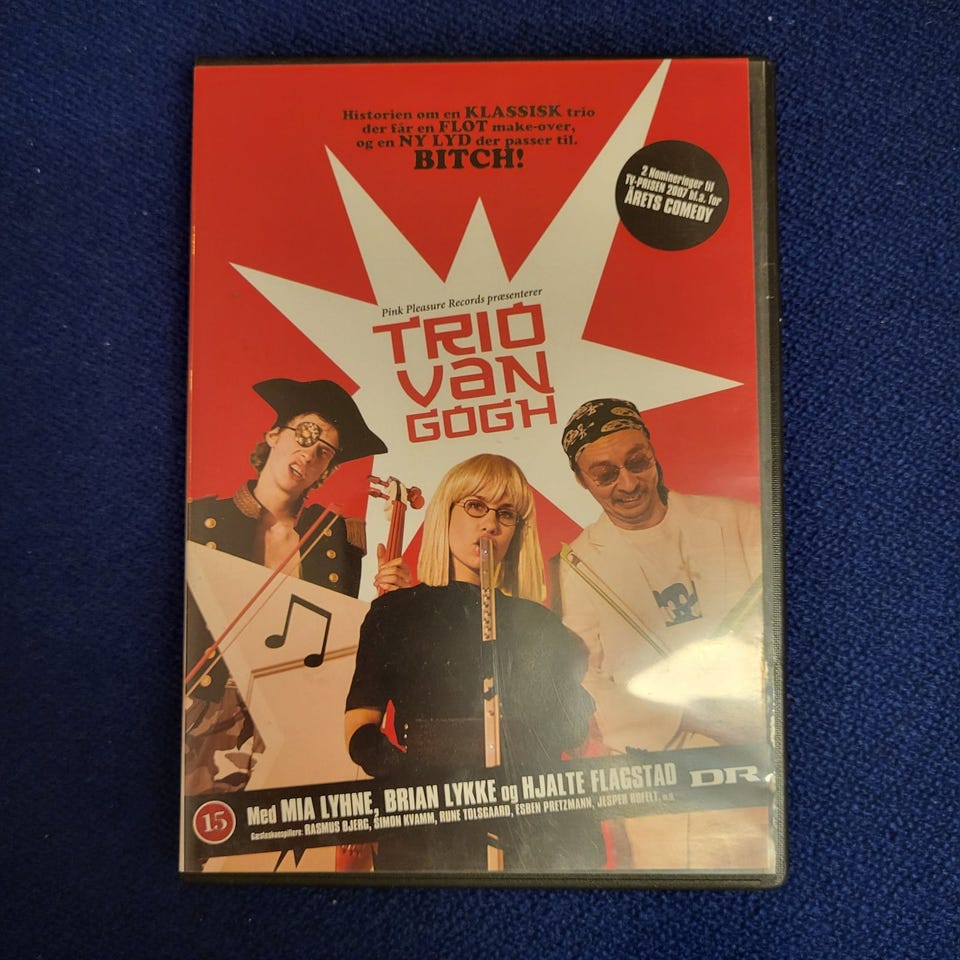 Historien om en KLASSISK trio
der får en FLOT make-over,
og en NY LYD der passer til.
BITCH!
2 Nomineringer til
TV-PRISEN 2007 bl.a. for
ÅRETS COMEDY
Pink Pleasure Records præsenterer
TRIO
VAN
GOGH
15
Med MIA LYHNE, BRIAN LYKKE og HJALTE FLAGSTAD
DR
Gæsteskuespillere: RASMUS BJERG, SIMON KVAMM, RUNE TOLSGAARD, ESBEN PRETZMANN, JESPER ROFELT, m.fl.